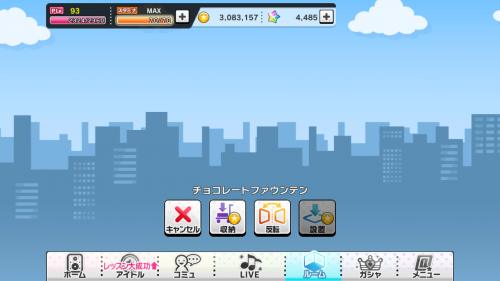 PLv 93
スタミナ MAX
3,083,157
4,485
チョコレートファウンテン
キャンセル
収納
反転
設置
レッスン大成功
ホーム
アイドル
コミュ
LIVE
ルーム
ガシャ
メニュー